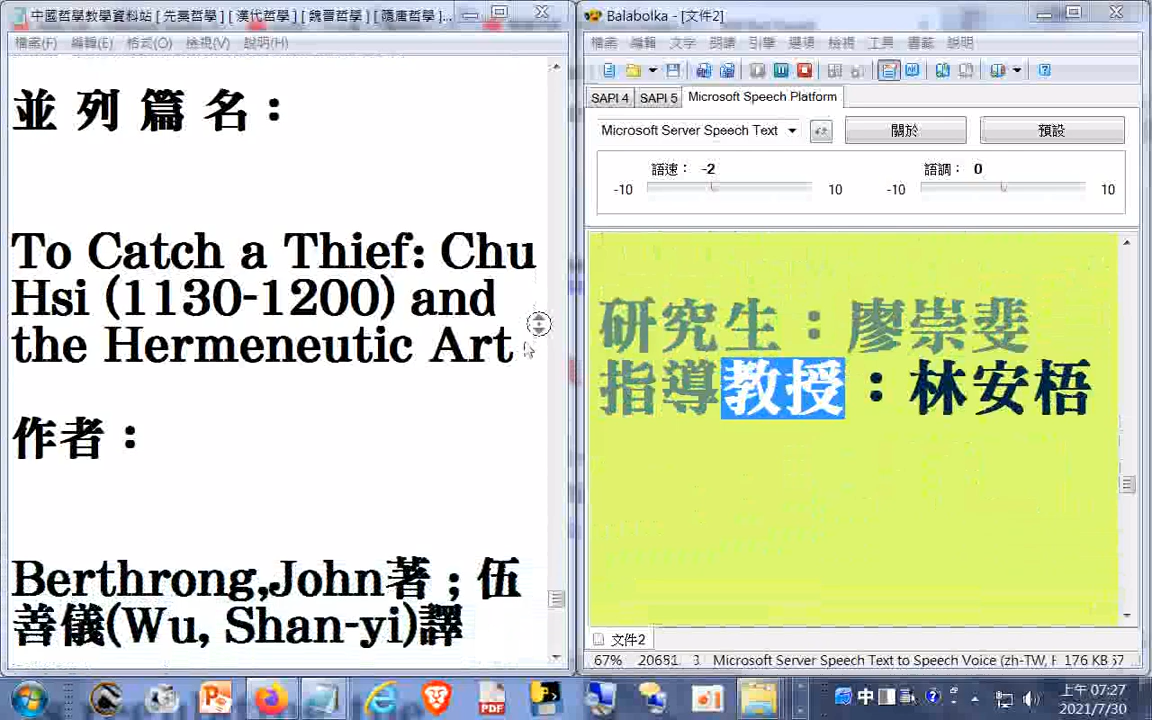 中國哲學教學資料站 [ 先秦哲學 ] [ 漢代哲學 ] [ 魏晉哲學 ] [ 隋唐哲學 ]...
檔案(F) 編輯(E) 格式(O) 檢視(V) 說明(H)
並 列 篇 名：
To Catch a Thief: Chu
Hsi (1130-1200) and
the Hermeneutic Art
作者：
Berthrong,John著；伍
善儀(Wu, Shan-yi)譯
Balabolka - [文件2]
檔案 編輯 文字 朗讀 引擎 選項 檢視 工具 書籤 說明
SAPI 4 SAPI 5 Microsoft Speech Platform
Microsoft Server Speech Text 關於 預設
語速： -2 語調： 0
-10 10 -10 10
研究生：廖崇斐
指導教授：林安梧
文件2
67% 20651 Microsoft Server Speech Text to Speech Voice (zh-TW, 176 KB
中 上午 07:27
2021/7/30